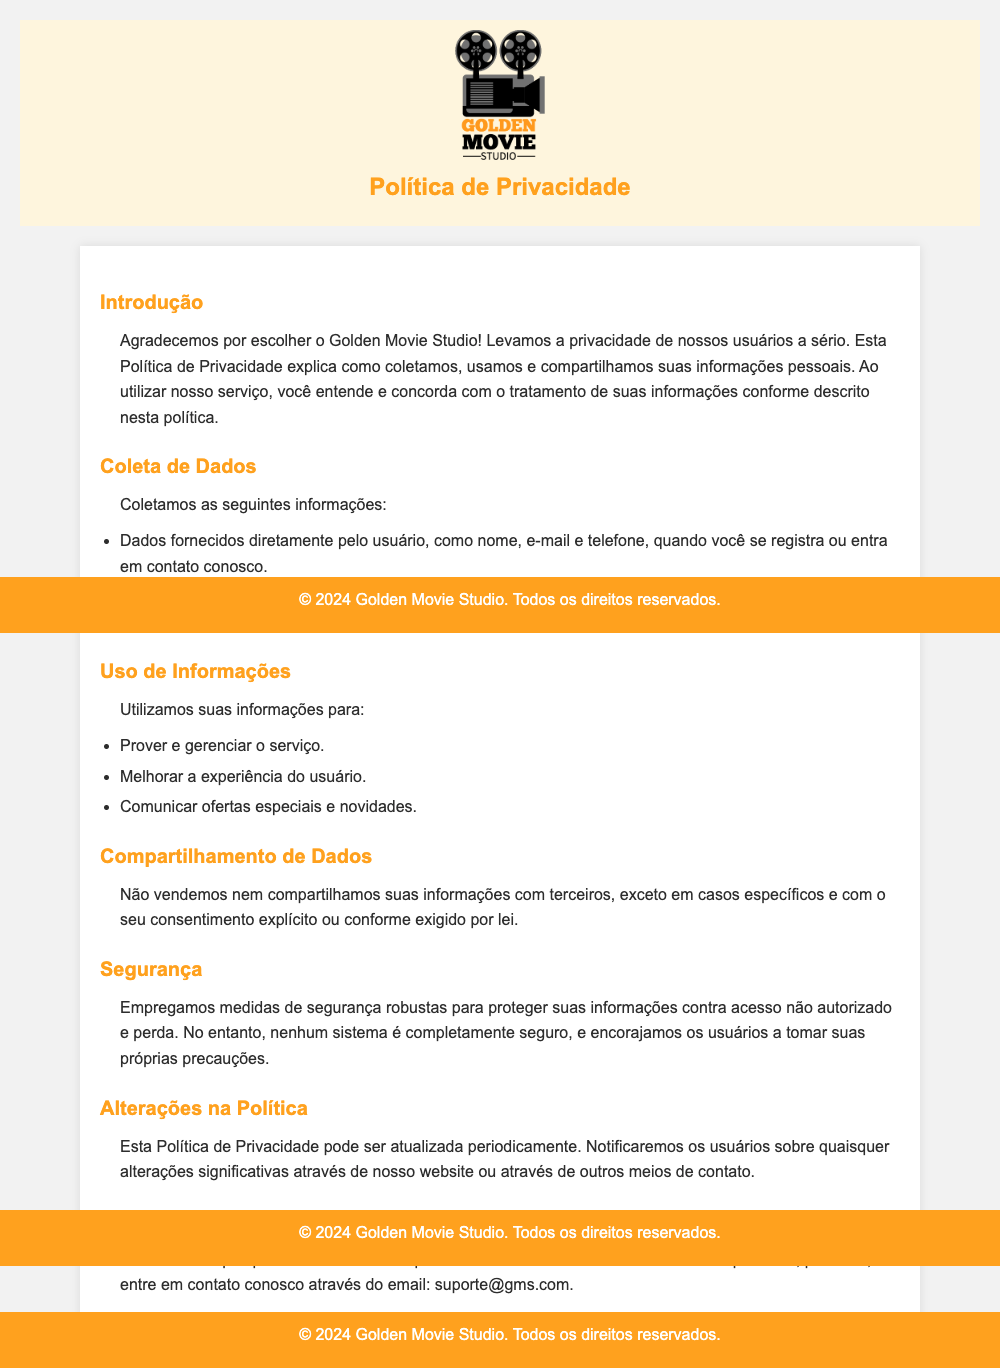 GOLDEN
MOVIE
STUDIO
Política de Privacidade
Introdução
Agradecemos por escolher o Golden Movie Studio! Levamos a privacidade de nossos usuários a sério. Esta
Política de Privacidade explica como coletamos, usamos e compartilhamos suas informações pessoais. Ao
utilizar nosso serviço, você entende e concorda com o tratamento de suas informações conforme descrito
nesta política.
Coleta de Dados
Coletamos as seguintes informações:
• Dados fornecidos diretamente pelo usuário, como nome, e-mail e telefone, quando você se registra ou entra
em contato conosco.
© 2024 Golden Movie Studio. Todos os direitos reservados.
Uso de Informações
Utilizamos suas informações para:
• Prover e gerenciar o serviço.
• Melhorar a experiência do usuário.
• Comunicar ofertas especiais e novidades.
Compartilhamento de Dados
Não vendemos nem compartilhamos suas informações com terceiros, exceto em casos específicos e com o
seu consentimento explícito ou conforme exigido por lei.
Segurança
Empregamos medidas de segurança robustas para proteger suas informações contra acesso não autorizado
e perda. No entanto, nenhum sistema é completamente seguro, e encorajamos os usuários a tomar suas
próprias precauções.
Alterações na Política
Esta Política de Privacidade pode ser atualizada periodicamente. Notificaremos os usuários sobre quaisquer
alterações significativas através de nosso website ou através de outros meios de contato.
© 2024 Golden Movie Studio. Todos os direitos reservados.
entre em contato conosco através do email: suporte@gms.com.
© 2024 Golden Movie Studio. Todos os direitos reservados.